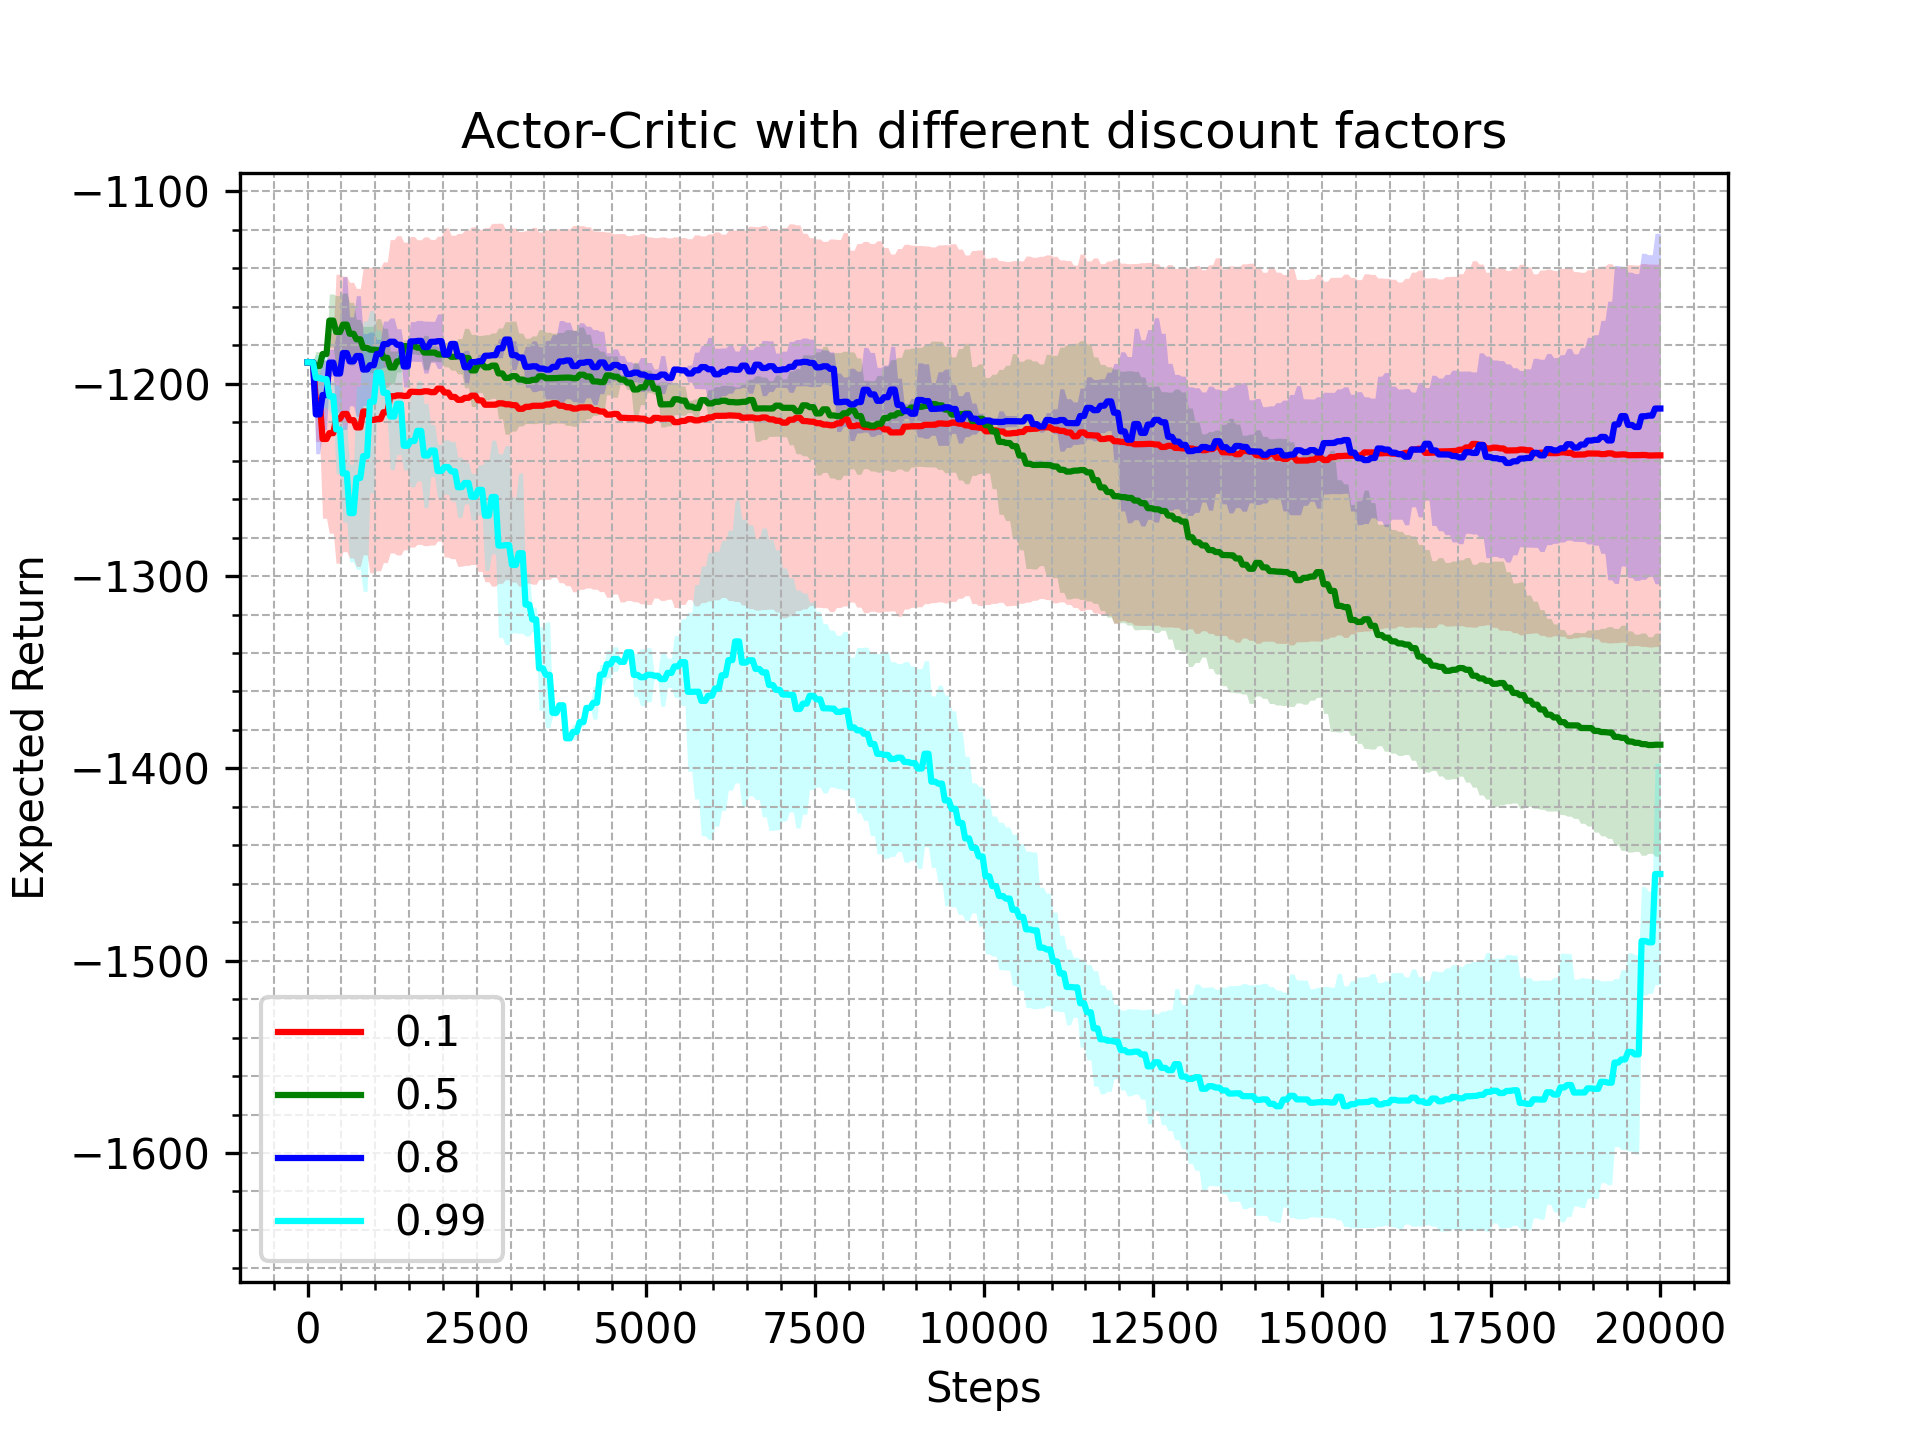 Actor-Critic with different discount factors
−1100
−1200
−1300
−1400
−1500
−1600
Expected Return
0.1
0.5
0.8
0.99
0 2500 5000 7500 10000 12500 15000 17500 20000
Steps